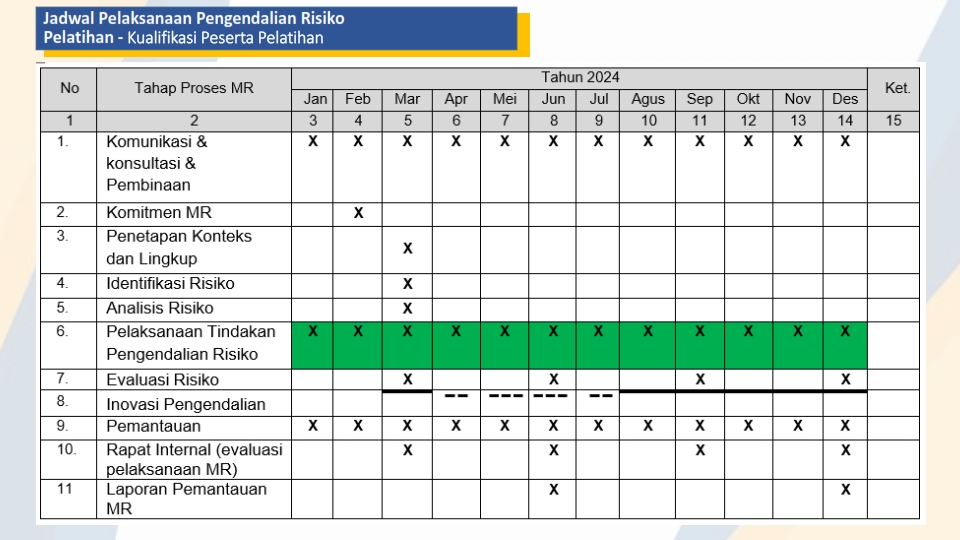 Jadwal Pelaksanaan Pengendalian Risiko
Pelatihan - Kualifikasi Peserta Pelatihan
No Tahap Proses MR Tahun 2024 Ket.
Jan Feb Mar Apr Mei Jun Jul Agus Sep Okt Nov Des
1 2 3 4 5 6 7 8 9 10 11 12 13 14 15
1. Komunikasi & X X X X X X X X X X X X
konsultasi &
Pembinaan
2. Komitmen MR X
3. Penetapan Konteks
dan Lingkup X
4. Identifikasi Risiko X
5. Analisis Risiko X
6. Pelaksanaan Tindakan X X X X X X X X X X X X
Pengendalian Risiko
7. Evaluasi Risiko X X X X
8. Inovasi Pengendalian
9. Pemantauan X X X X X X X X X X X X
10. Rapat Internal (evaluasi X X X X
pelaksanaan MR)
11 Laporan Pemantauan X X
MR